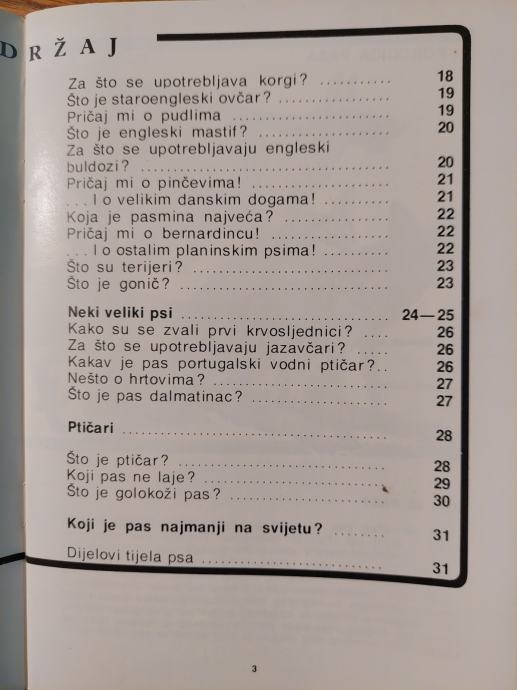 DRŽAJ
Za što se upotrebljava korgi? .......... 18
Što je staroengleski ovčar? ................ 19
Pričaj mi o pudlima ........................ 19
Što je engleski mastif? ................... 20
Za što se upotrebljavaju engleski
buldozi? ................................... 20
Pričaj mi o pinčevima! .................... 21
...I o velikim danskim dogama! .......... 21
Koja je pasmina najveća? ............... 22
Pričaj mi o bernardincu! ................. 22
...I o ostalim planinskim psima! .......... 22
Što su terijeri? ............................ 23
Što je gonič? .............................. 23
Neki veliki psi ............................... 24—25
Kako su se zvali prvi krvosljednici? .... 26
Za što se upotrebljavaju jazavčari? ..... 26
Kakav je pas portugalski vodni ptičar? .. 26
Nešto o hrtovima? ......................... 27
Što je pas dalmatinac? .................... 27
Ptičari ........................................ 28
Što je ptičar? .............................. 28
Koji pas ne laje? ........................... 29
Što je golokoži pas? ...................... 30
Koji je pas najmanji na svijetu? ........ 31
Dijelovi tijela psa ........................... 31
3